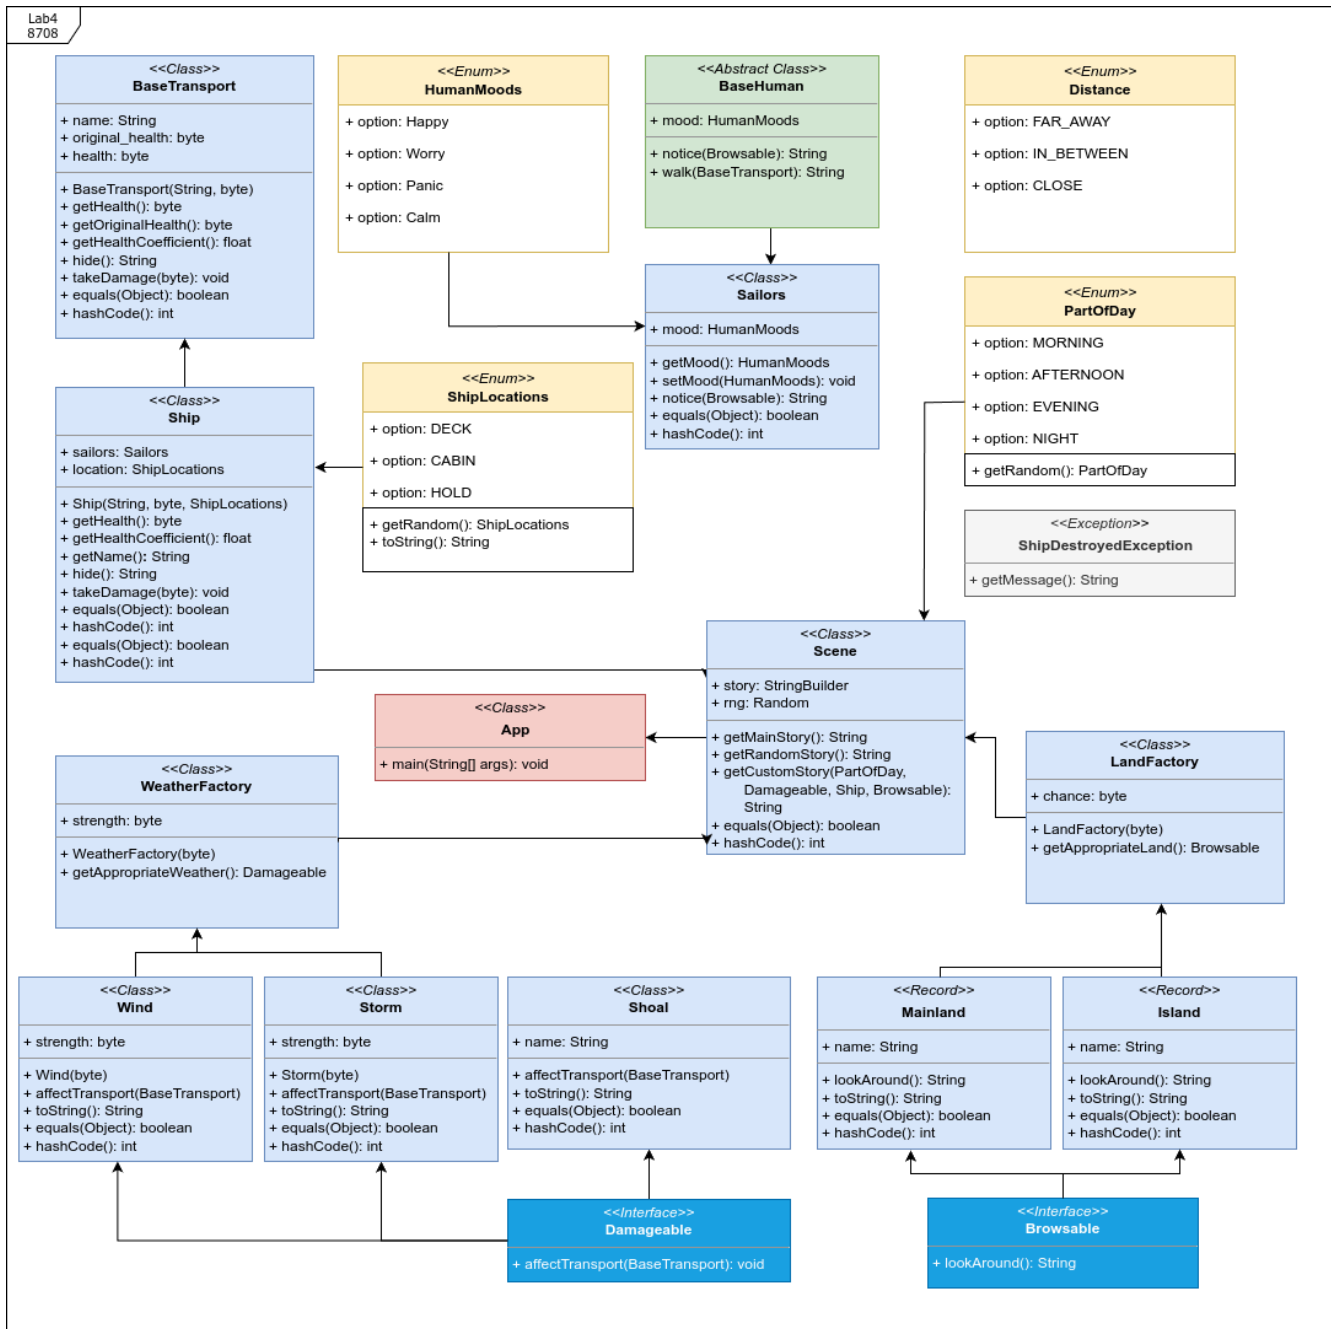 Lab4
8708
<<Class>>
BaseTransport
+ name: String
+ original_health: byte
+ health: byte
+ BaseTransport(String, byte)
+ getHealth(): byte
+ getOriginalHealth(): byte
+ getHealthCoefficient(): float
+ hide(): String
+ takeDamage(byte): void
+ equals(Object): boolean
+ hashCode(): int
<<Enum>>
HumanMoods
+ option: Happy
+ option: Worry
+ option: Panic
+ option: Calm
<<Abstract Class>>
BaseHuman
+ mood: HumanMoods
+ notice(Browsable): String
+ walk(BaseTransport): String
<<Enum>>
Distance
+ option: FAR_AWAY
+ option: IN_BETWEEN
+ option: CLOSE
<<Class>>
Sailors
+ mood: HumanMoods
+ getMood(): HumanMoods
+ setMood(HumanMoods): void
+ notice(Browsable): String
+ equals(Object): boolean
+ hashCode(): int
<<Enum>>
PartOfDay
+ option: MORNING
+ option: AFTERNOON
+ option: EVENING
+ option: NIGHT
+ getRandom(): PartOfDay
<<Class>>
Ship
+ sailors: Sailors
+ location: ShipLocations
+ Ship(String, byte, ShipLocations)
+ getHealth(): byte
+ getHealthCoefficient(): float
+ getName(): String
+ hide(): String
+ takeDamage(byte): void
+ equals(Object): boolean
+ hashCode(): int
+ equals(Object): boolean
+ hashCode(): int
<<Enum>>
ShipLocations
+ option: DECK
+ option: CABIN
+ option: HOLD
+ getRandom(): ShipLocations
+ toString(): String
<<Exception>>
ShipDestroyedException
+ getMessage(): String
<<Class>>
Scene
+ story: StringBuilder
+ rng: Random
+ getMainStory(): String
+ getRandomStory(): String
+ getCustomStory(PartOfDay,
Damageable, Ship, Browsable):
String
+ equals(Object): boolean
+ hashCode(): int
<<Class>>
App
+ main(String[] args): void
<<Class>>
LandFactory
+ chance: byte
+ LandFactory(byte)
+ getAppropriateLand(): Browsable
<<Class>>
WeatherFactory
+ strength: byte
+ WeatherFactory(byte)
+ getAppropriateWeather(): Damageable
<<Class>>
Wind
+ strength: byte
+ Wind(byte)
+ affectTransport(BaseTransport)
+ toString(): String
+ equals(Object): boolean
+ hashCode(): int
<<Class>>
Storm
+ strength: byte
+ Storm(byte)
+ affectTransport(BaseTransport)
+ toString(): String
+ equals(Object): boolean
+ hashCode(): int
<<Class>>
Shoal
+ name: String
+ affectTransport(BaseTransport)
+ toString(): String
+ equals(Object): boolean
+ hashCode(): int
<<Record>>
Mainland
+ name: String
+ lookAround(): String
+ toString(): String
+ equals(Object): boolean
+ hashCode(): int
<<Record>>
Island
+ name: String
+ lookAround(): String
+ toString(): String
+ equals(Object): boolean
+ hashCode(): int
<<Interface>>
Damageable
+ affectTransport(BaseTransport): void
<<Interface>>
Browsable
+ lookAround(): String